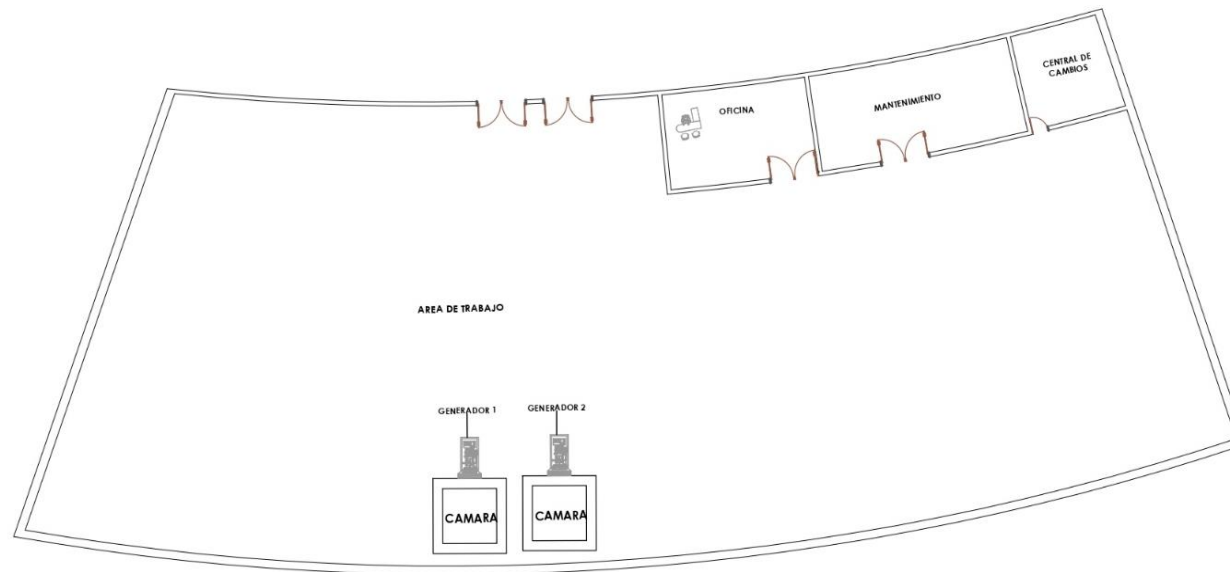 CENTRAL DE
CAMBIOS
MANTENIMIENTO
OFICINA
AREA DE TRABAJO
GENERADOR 1
GENERADOR 2
CAMARA
CAMARA